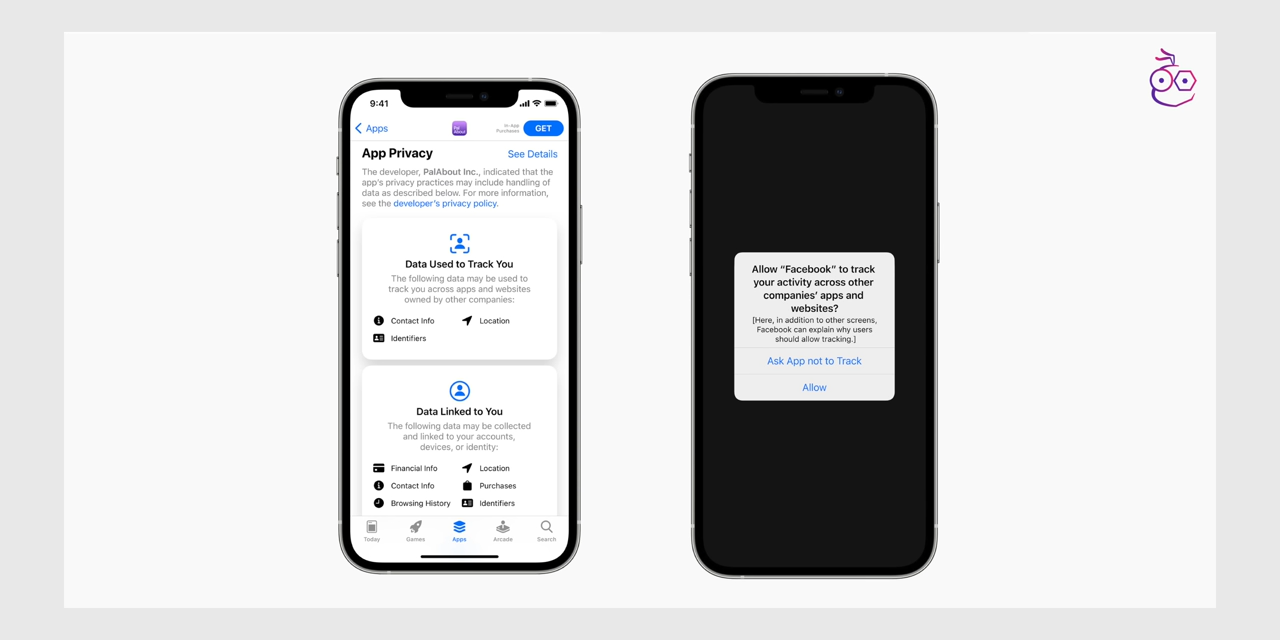 9:41
Apps
In-App
Purchases
GET
App Privacy
See Details
The developer, PalAbout Inc., indicated that the
app's privacy practices may include handling of
data as described below. For more information,
see the developer's privacy policy.
Data Used to Track You
The following data may be used to
track you across apps and websites
owned by other companies:
Contact Info
Location
Identifiers
Data Linked to You
The following data may be collected
and linked to your accounts,
devices, or identity:
Financial Info
Location
Contact Info
Purchases
Browsing History
Identifiers
Today
Games
Apps
Arcade
Search
Allow “Facebook” to track
your activity across other
companies’ apps and
websites?
[Here, in addition to other screens,
Facebook can explain why users
should allow tracking.]
Ask App not to Track
Allow